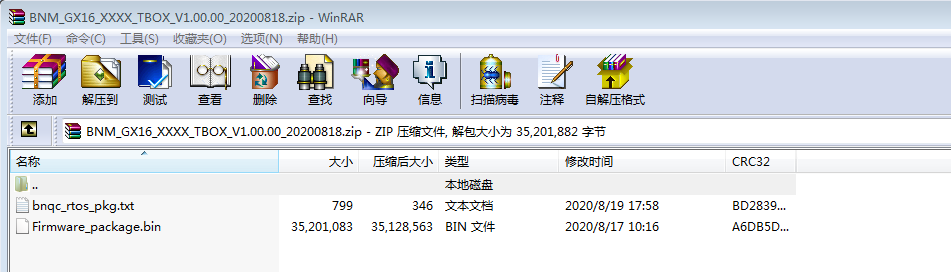 BNM_GX16_XXXX_TBOX_V1.00.00_20200818.zip - WinRAR
文件(F) 命令(C) 工具(S) 收藏夹(O) 选项(N) 帮助(H)
添加 解压到 测试 查看 删除 查找 向导 信息 扫描病毒 注释 自解压格式
BNM_GX16_XXXX_TBOX_V1.00.00_20200818.zip - ZIP 压缩文件, 解包大小为 35,201,882 字节
名称 大小 压缩后大小 类型 修改时间 CRC32
.. 本地磁盘
bnqc_rtos_pkg.txt 799 346 文本文档 2020/8/19 17:58 BD2839...
Firmware_package.bin 35,201,083 35,128,563 BIN 文件 2020/8/17 10:16 A6DB5D...